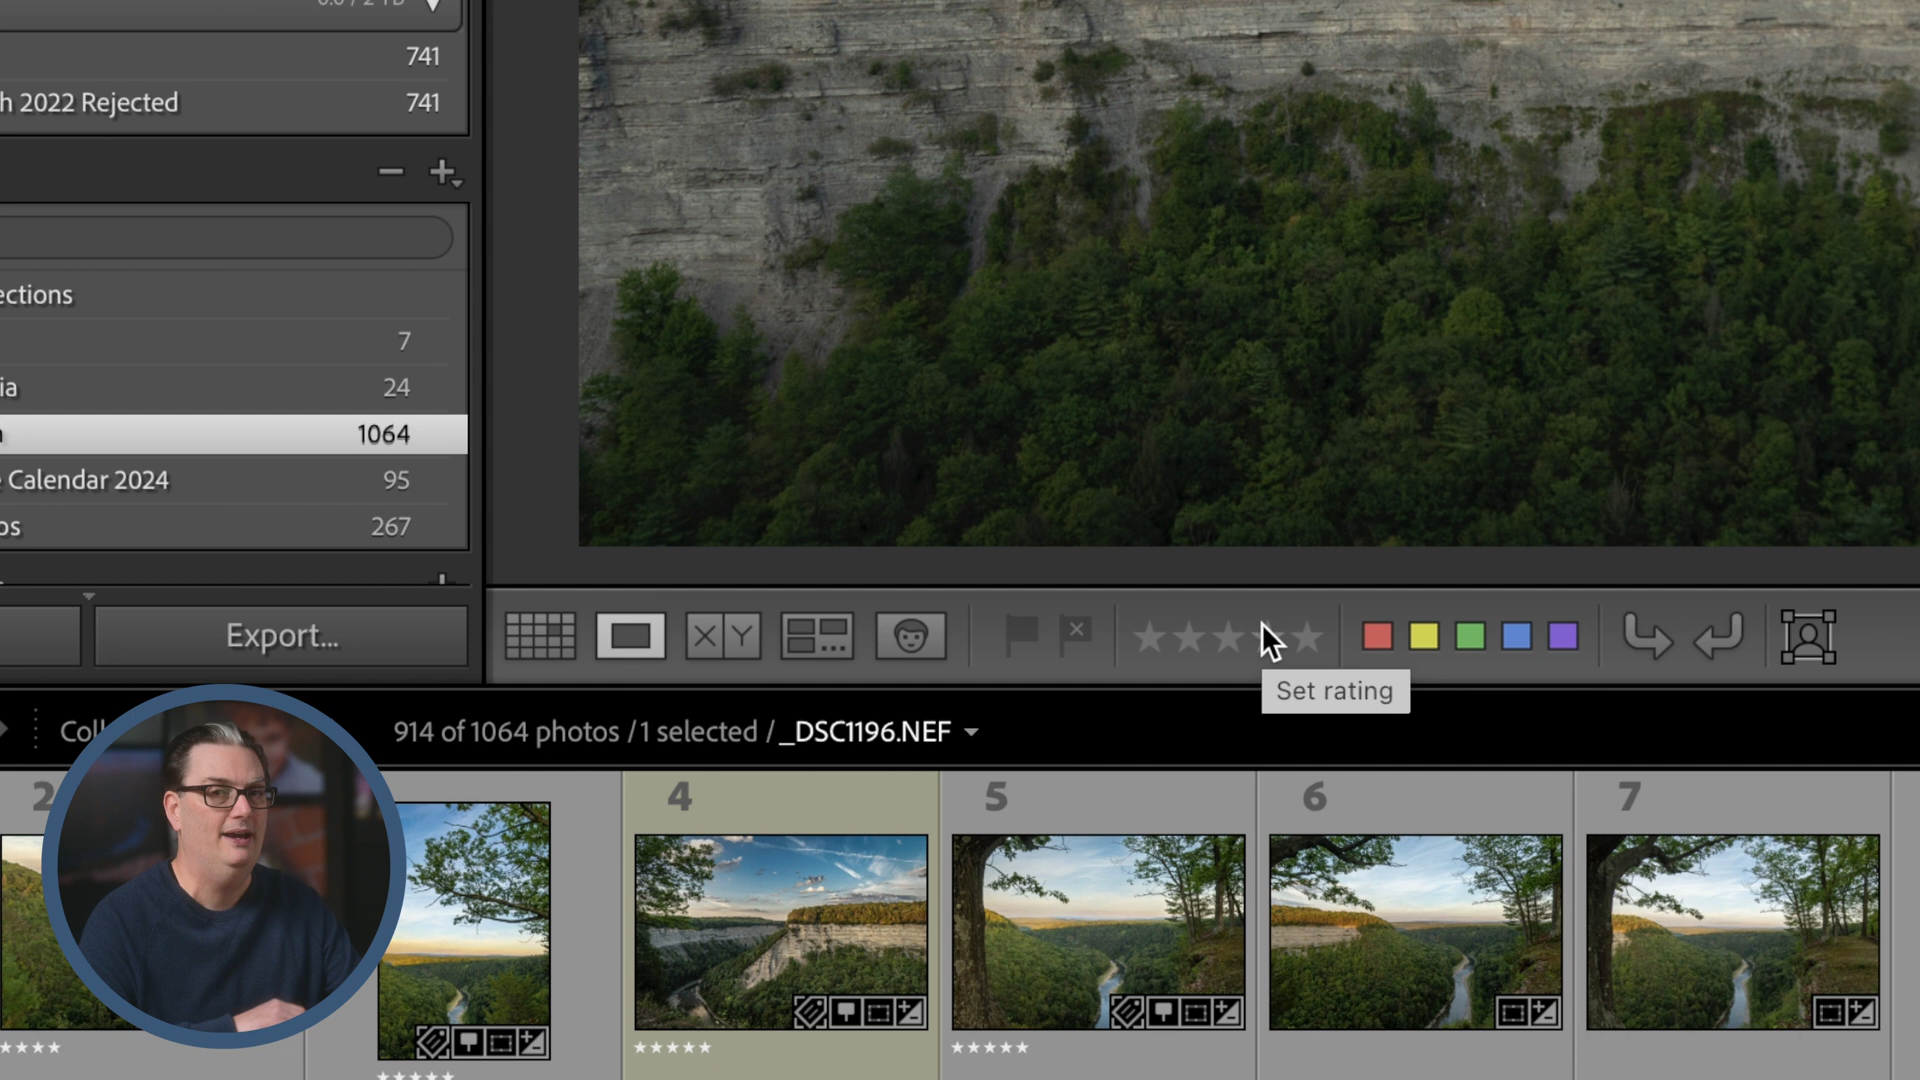 741
h 2022 Rejected 741
ections
7
ia 24
1064
Calendar 2024 95
os 267
Export...
X Y
Set rating
Coll
914 of 1064 photos / 1 selected / _DSC1196.NEF
2
4
5
6
7